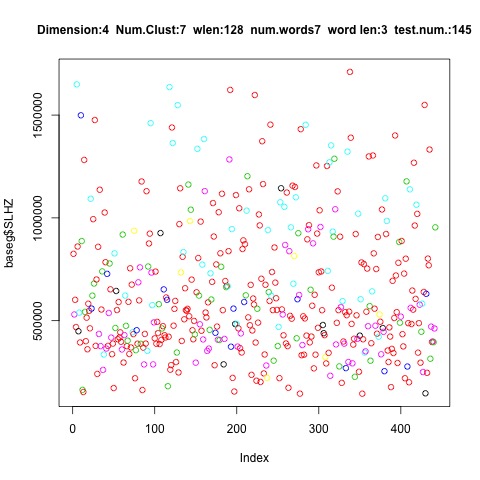 Dimension:4 Num.Clust:7 wlen:128 num.words7 word len:3 test.num.:145
baseg$SLHZ
1500000
1000000
500000
0 100 200 300 400
Index